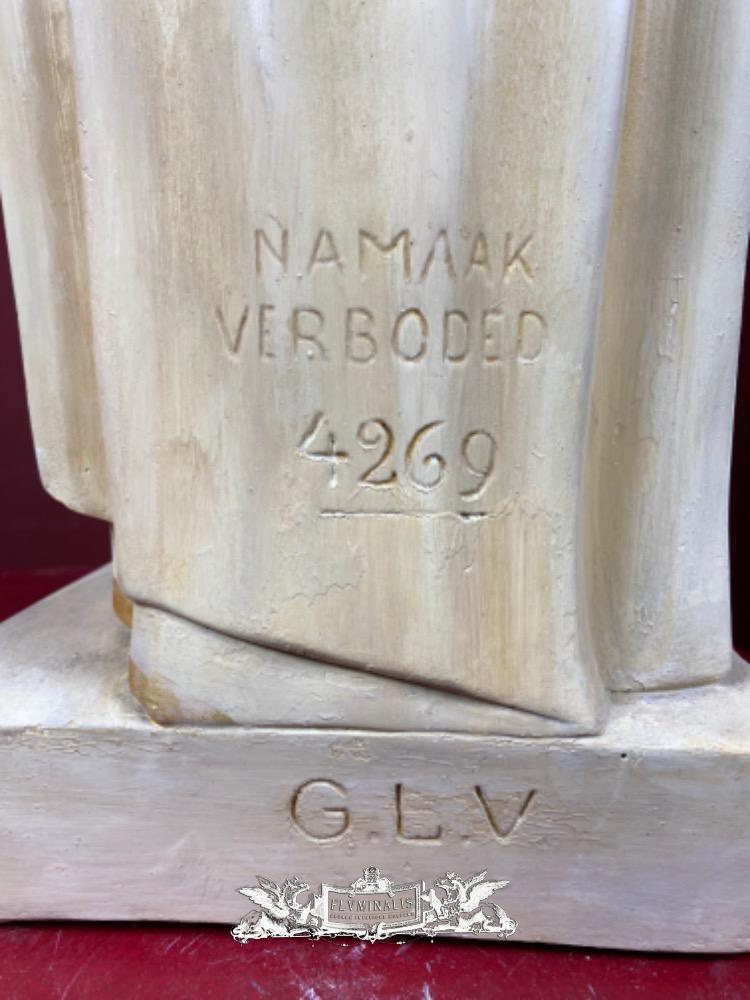 NAMAAK
VERBODED
4269
G.L.V
FLVMINALIS